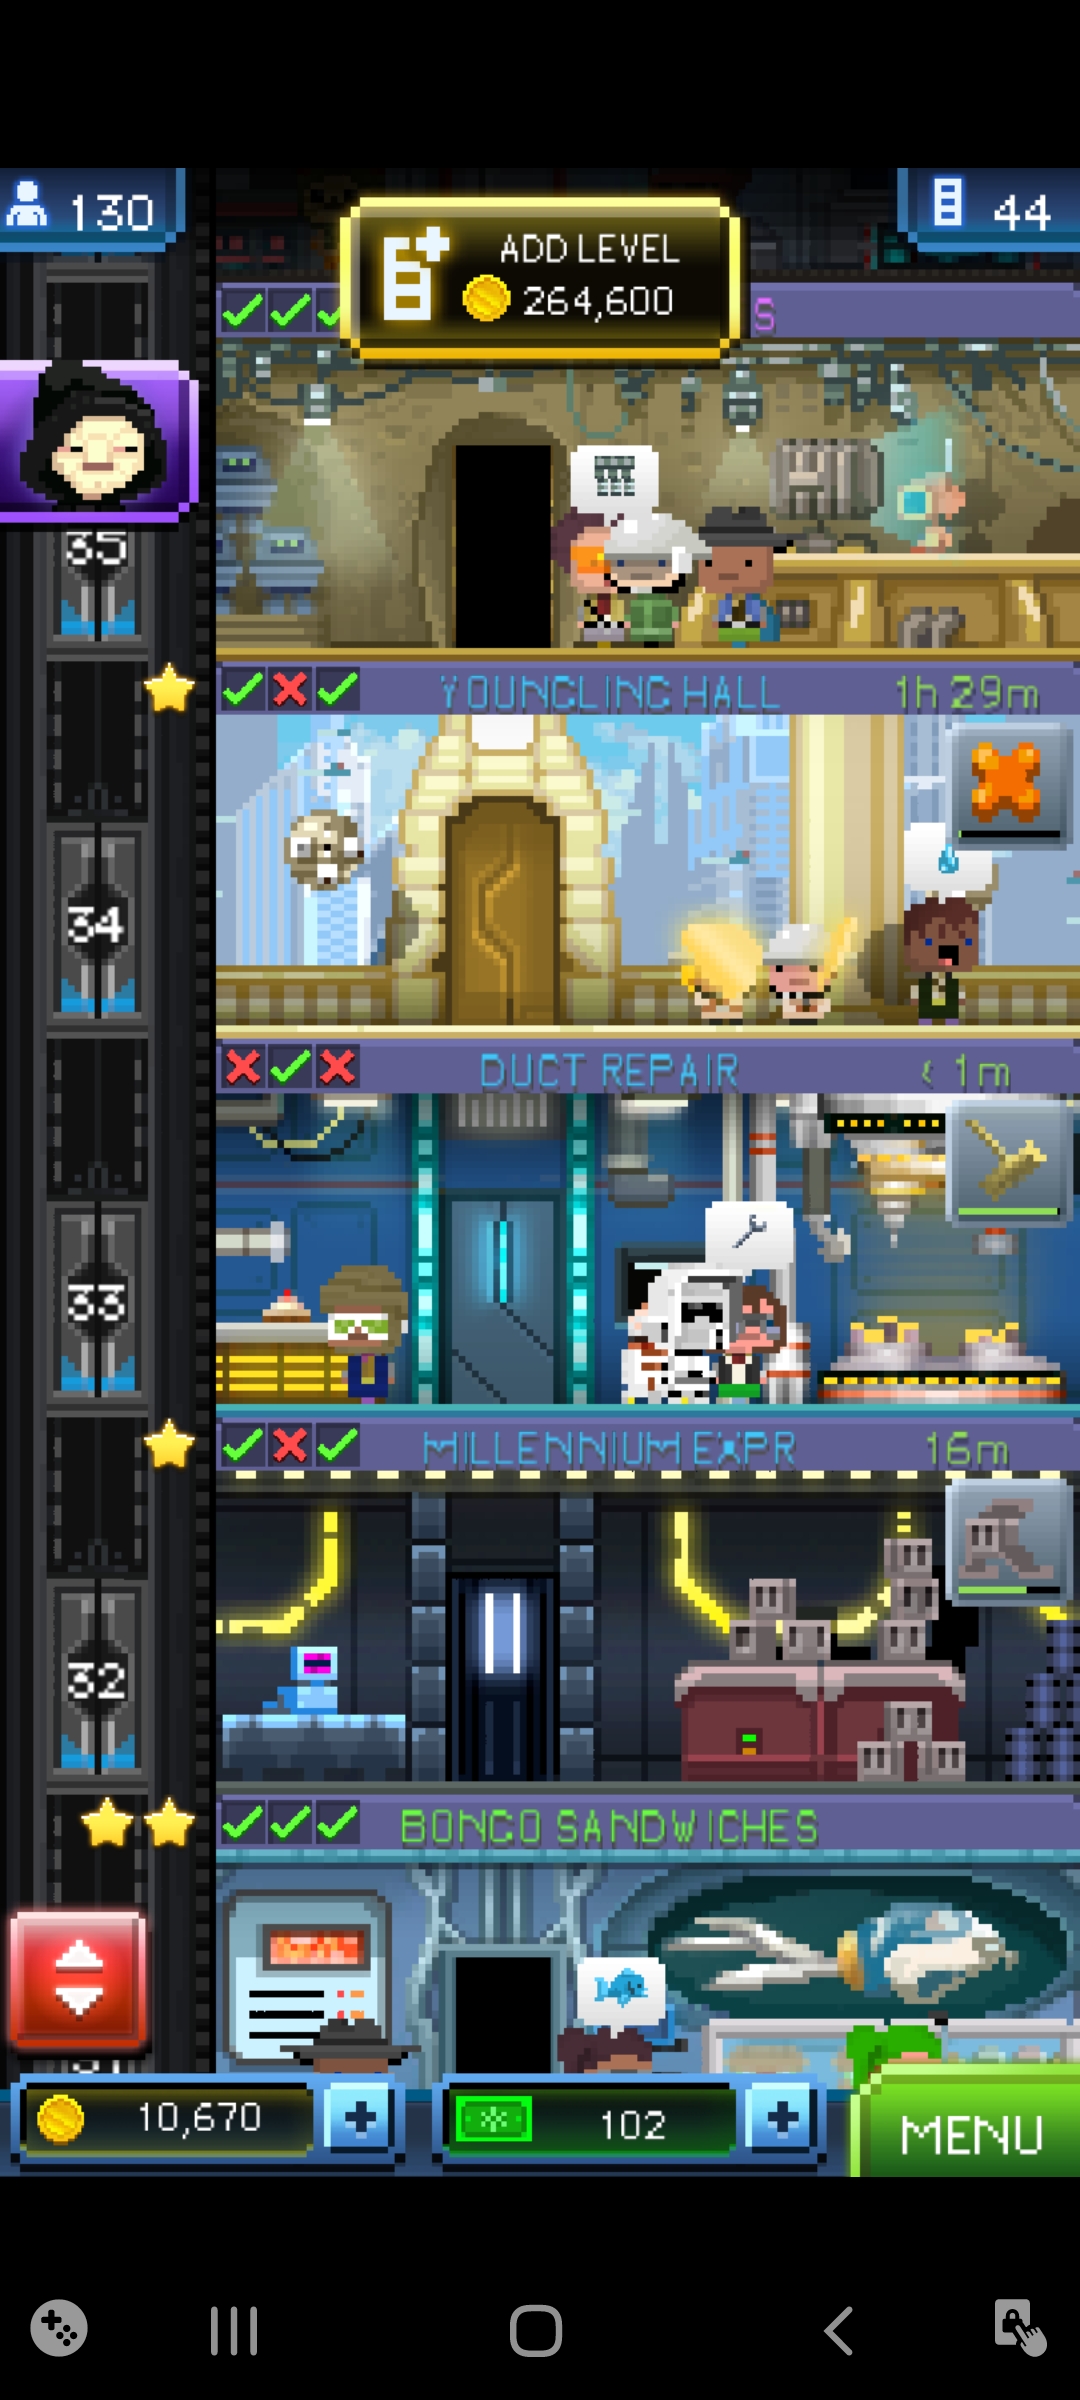 130
ADD LEVEL
264,600
44
S
35
YOUNGLING HALL
1h 29m
34
DUCT REPAIR
< 1m
33
MILLENNIUM EXPR
16m
32
BONGO SANDWICHES
10,670
102
MENU